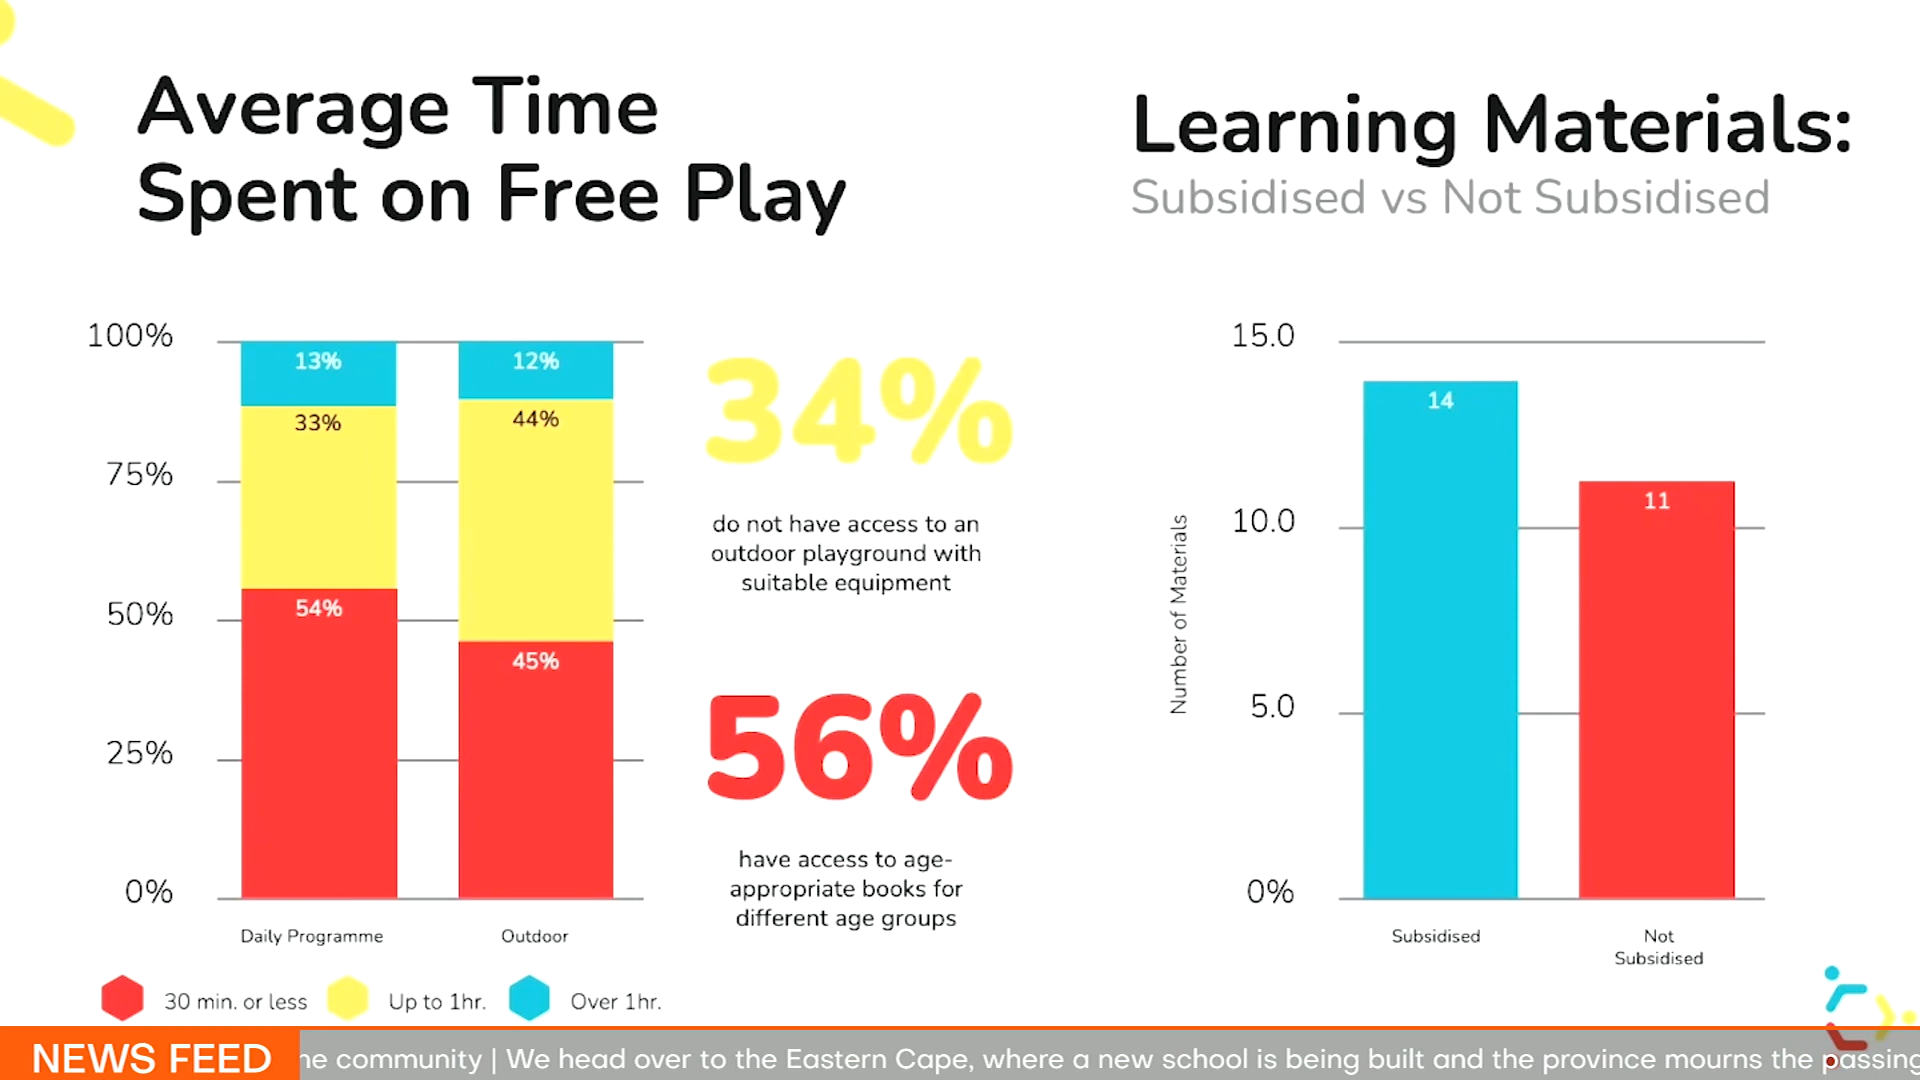 Average Time
Spent on Free Play
100%
75%
50%
25%
0%
13%
33%
54%
12%
44%
45%
Daily Programme
Outdoor
30 min. or less
Up to 1hr.
Over 1hr.
34%
do not have access to an
outdoor playground with
suitable equipment
56%
have access to age-
appropriate books for
different age groups
Learning Materials:
Subsidised vs Not Subsidised
Number of Materials
15.0
10.0
5.0
0%
14
11
Subsidised
Not
Subsidised
NEWS FEED
community | We head over to the Eastern Cape, where a new school is being built and the province mourns the passing